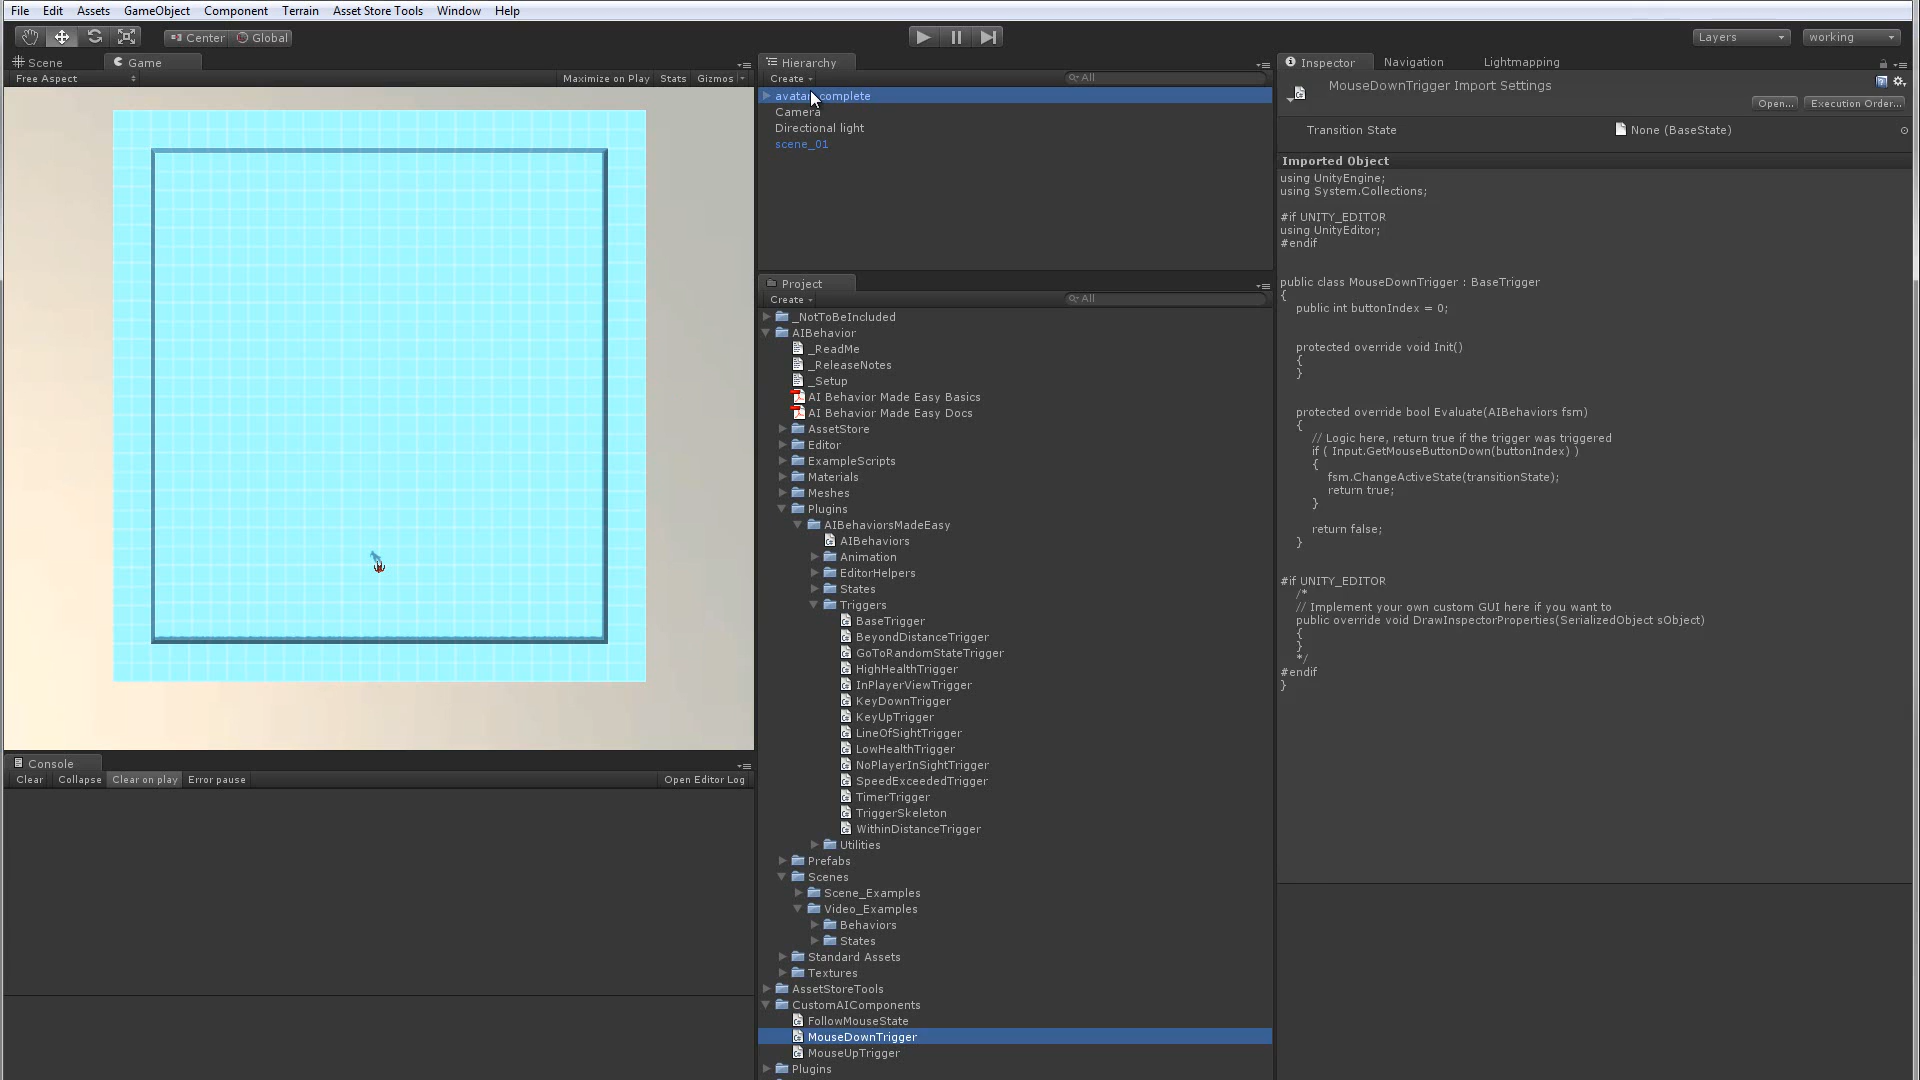 File Edit Assets GameObject Component Terrain Asset Store Tools Window Help
Center Global Layers working
Scene Game
Free Aspect Maximize on Play Stats Gizmos
Hierarchy
Create All
avatar_complete
Camera
Directional light
scene_01
Project
Create All
_NotToBeIncluded
AIBehavior
_ReadMe
_ReleaseNotes
_Setup
AI Behavior Made Easy Basics
AI Behavior Made Easy Docs
AssetStore
Editor
ExampleScripts
Materials
Meshes
Plugins
AIBehaviorsMadeEasy
AIBehaviors
Animation
EditorHelpers
States
Triggers
BaseTrigger
BeyondDistanceTrigger
GoToRandomStateTrigger
HighHealthTrigger
InPlayerViewTrigger
KeyDownTrigger
KeyUpTrigger
LineOfSightTrigger
LowHealthTrigger
NoPlayerInSightTrigger
SpeedExceededTrigger
TimerTrigger
TriggerSkeleton
WithinDistanceTrigger
Utilities
Prefabs
Scenes
Scene_Examples
Video_Examples
Behaviors
States
Standard Assets
Textures
AssetStoreTools
CustomAIComponents
FollowMouseState
MouseDownTrigger
MouseUpTrigger
Plugins
Console
Clear Collapse Clear on play Error pause Open Editor Log
Inspector Navigation Lightmapping
MouseDownTrigger Import Settings
Open... Execution Order...
Transition State None (BaseState)
Imported Object
using UnityEngine;
using System.Collections;
#if UNITY_EDITOR
using UnityEditor;
#endif
public class MouseDownTrigger : BaseTrigger
{
public int buttonIndex = 0;
protected override void Init()
{
}
protected override bool Evaluate(AIBehaviors fsm)
{
// Logic here, return true if the trigger was triggered
if ( Input.GetMouseButtonDown(buttonIndex) )
{
fsm.ChangeActiveState(transitionState);
return true;
}
return false;
}
#if UNITY_EDITOR
/*
// Implement your own custom GUI here if you want to
public override void DrawInspectorProperties(SerializedObject sObject)
{
}
*/
#endif
}